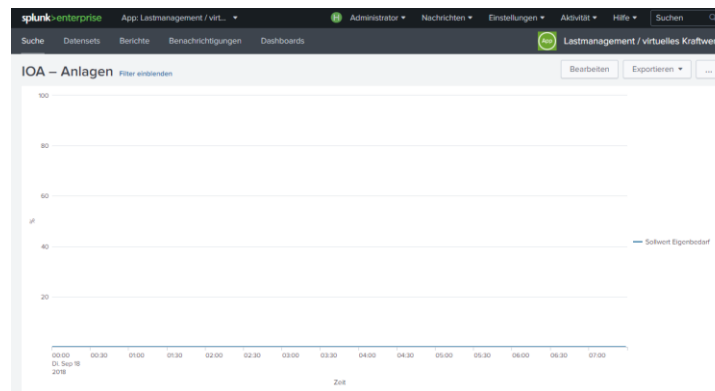 splunk>enterprise App: Lastmanagement / virt... H Administrator Nachrichten Einstellungen Aktivität Hilfe Suchen
Suche Datensets Berichte Benachrichtigungen Dashboards App Lastmanagement / virtuelles Kraftwer
IOA – Anlagen Filter einblenden Bearbeiten Exportieren ...
100
80
60
%
40
Sollwert Eigenbedarf
20
00:00 00:30 01:00 01:30 02:00 02:30 03:00 03:30 04:00 04:30 05:00 05:30 06:00 06:30 07:00
Di. Sep 18
2018
Zeit